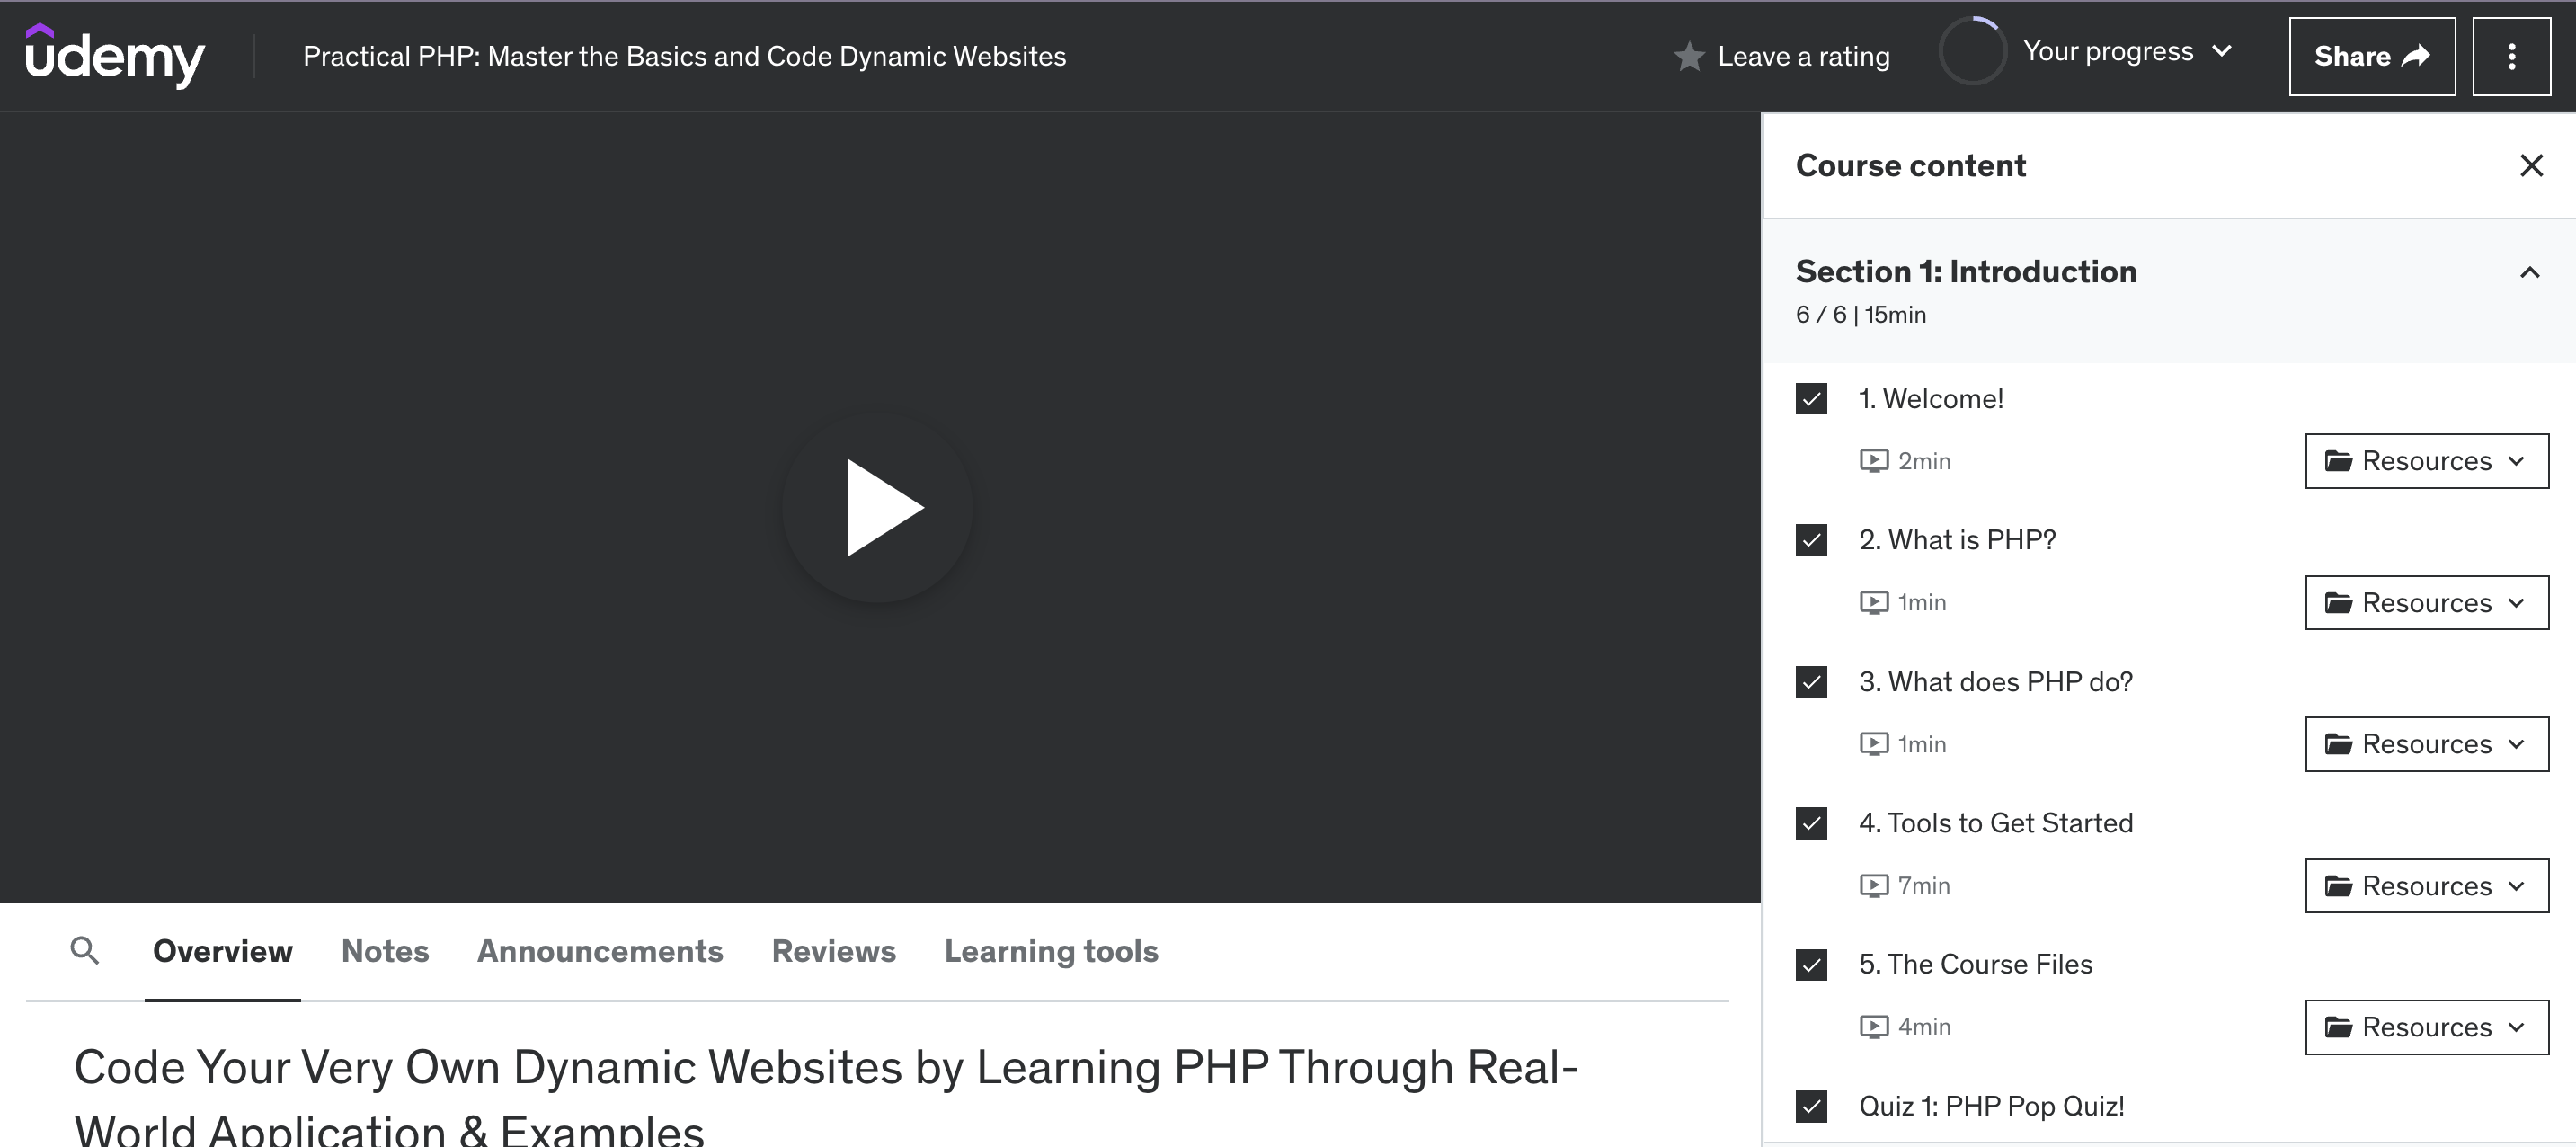 udemy
Practical PHP: Master the Basics and Code Dynamic Websites
Leave a rating
Your progress
Share
Course content
Section 1: Introduction
6 / 6 | 15min
1. Welcome!
2min
Resources
2. What is PHP?
1min
Resources
3. What does PHP do?
1min
Resources
4. Tools to Get Started
7min
Resources
5. The Course Files
4min
Resources
Quiz 1: PHP Pop Quiz!
Overview
Notes
Announcements
Reviews
Learning tools
Code Your Very Own Dynamic Websites by Learning PHP Through Real-
World Application & Examples